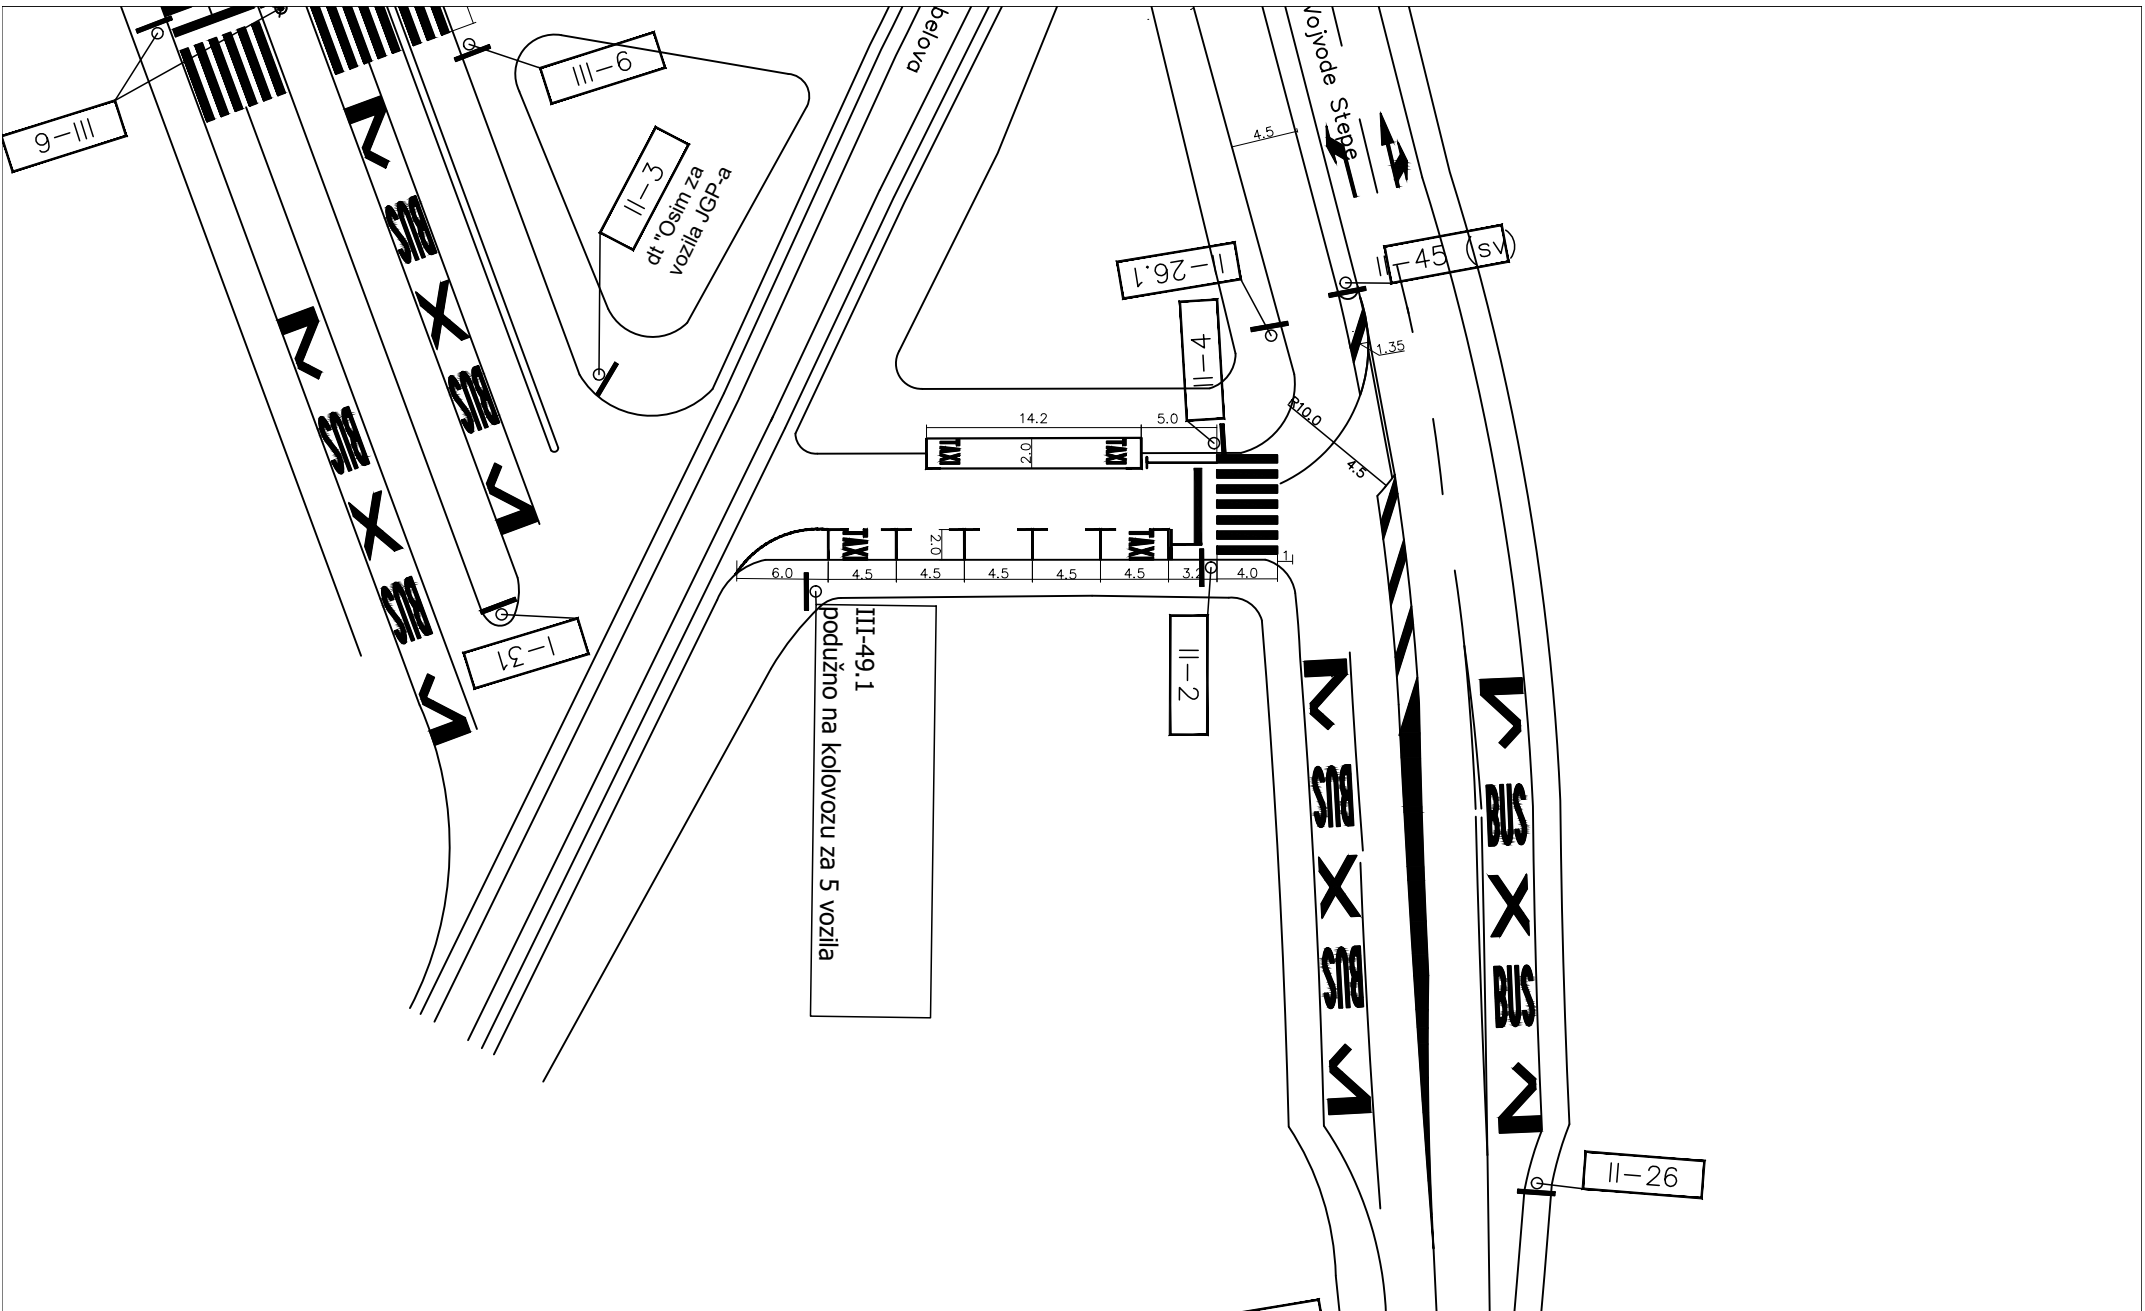 belova
Vojvode Stepe
III-6
III-6
II-3
dt "Osim za
vozila JGP-a
4.5
II-45 (SV)
I-26.1
III-4
1.35
R10.0
4.5
14.2
5.0
TAXI
2.0
TAXI
TAXI
2.0
TAXI
6.0
4.5
4.5
4.5
4.5
4.5
3.2
4.0
1
BUS
BUS
BUS
BUS
I-31
III-49.1
podužno na kolovozu za 5 vozila
II-2
BUS
BUS
BUS
BUS
II-26